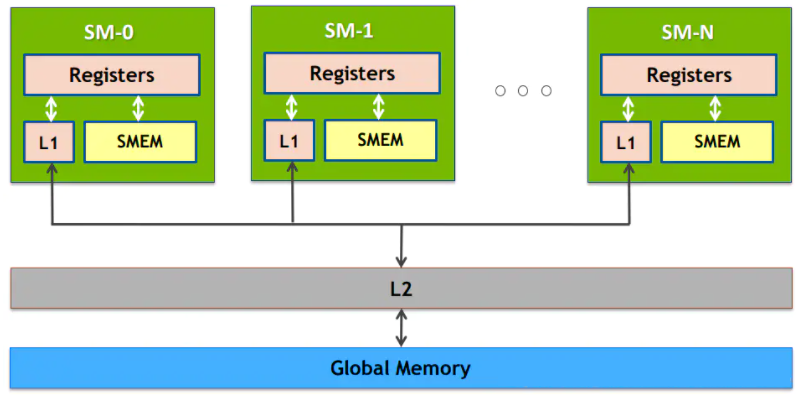 SM-0
SM-1
SM-N
Registers
Registers
Registers
L1
SMEM
L1
SMEM
L1
SMEM
L2
Global Memory